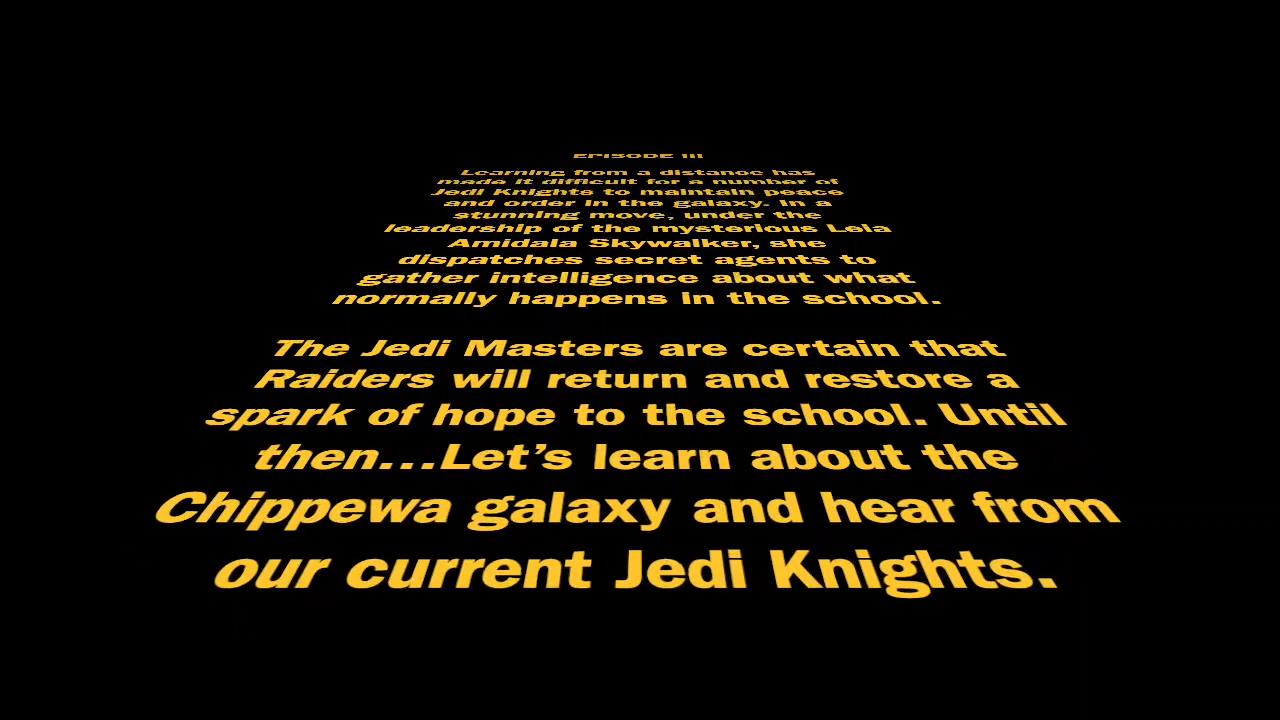 EPISODE III
Learning from a distance has
made it difficult for a number of
Jedi Knights to maintain peace
and order in the galaxy. In a
stunning move, under the
leadership of the mysterious Leia
Amidala Skywalker, she
dispatches secret agents to
gather intelligence about what
normally happens in the school.
The Jedi Masters are certain that
Raiders will return and restore a
spark of hope to the school. Until
then...Let’s learn about the
Chippewa galaxy and hear from
our current Jedi Knights.